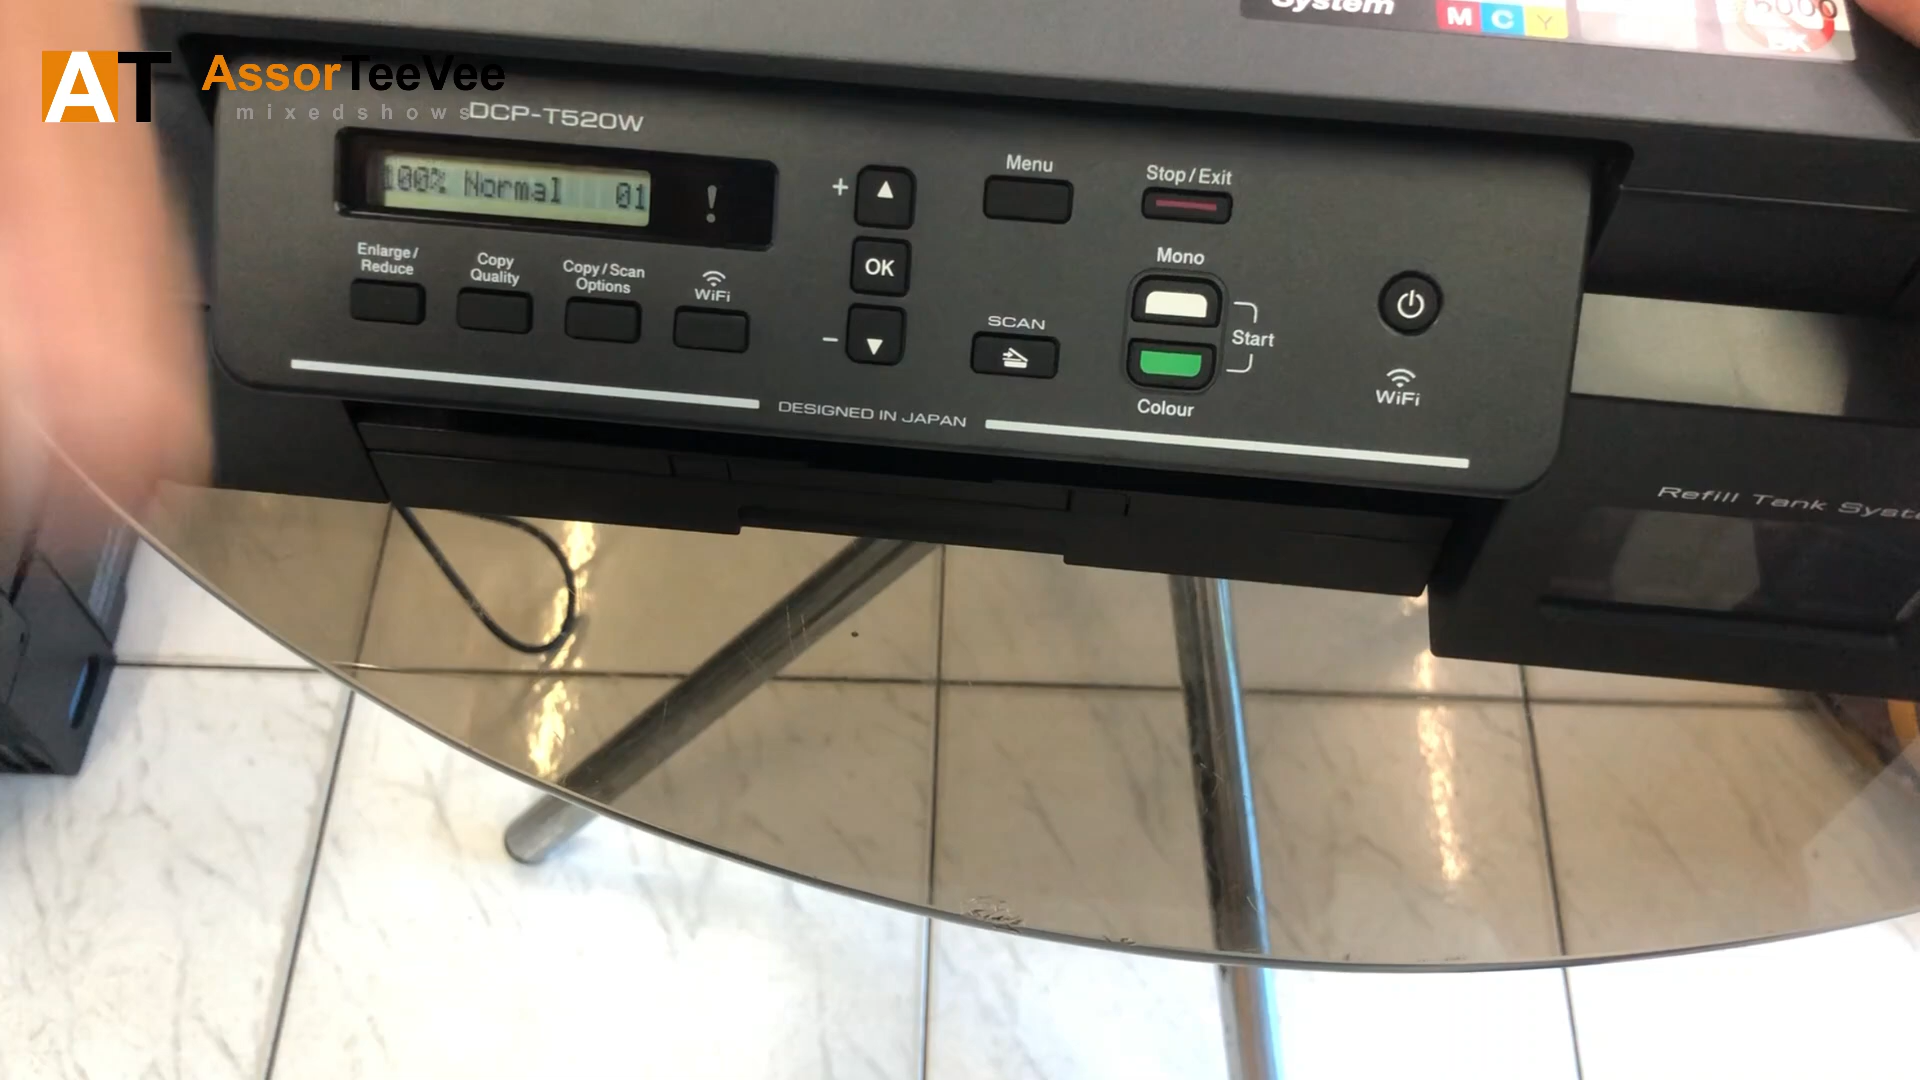 System
M C Y
AT AssorTeeVee
mixedshows
DCP-T520W
100% Normal 01
!
+
Menu
Stop/Exit
Enlarge/
Reduce
Copy
Quality
Copy/Scan
Options
WiFi
OK
-
SCAN
Mono
Start
Colour
WiFi
DESIGNED IN JAPAN
Refill Tank